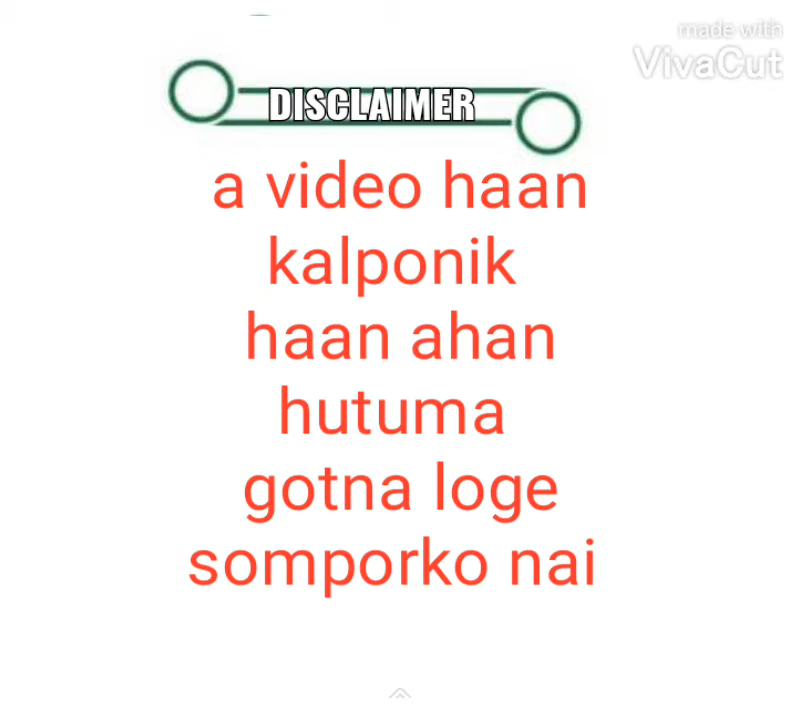 made with
VivaCut
DISCLAIMER
a video haan
kalponik
haan ahan
hutuma
gotna loge
somporko nai